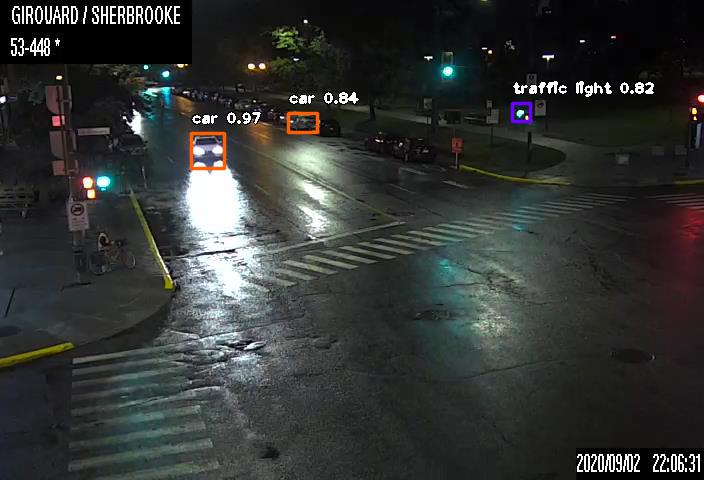 GIROUARD / SHERBROOKE
53-448 *
traffic light 0.82
car 0.84
car 0.97
2020/09/02 22:06:31